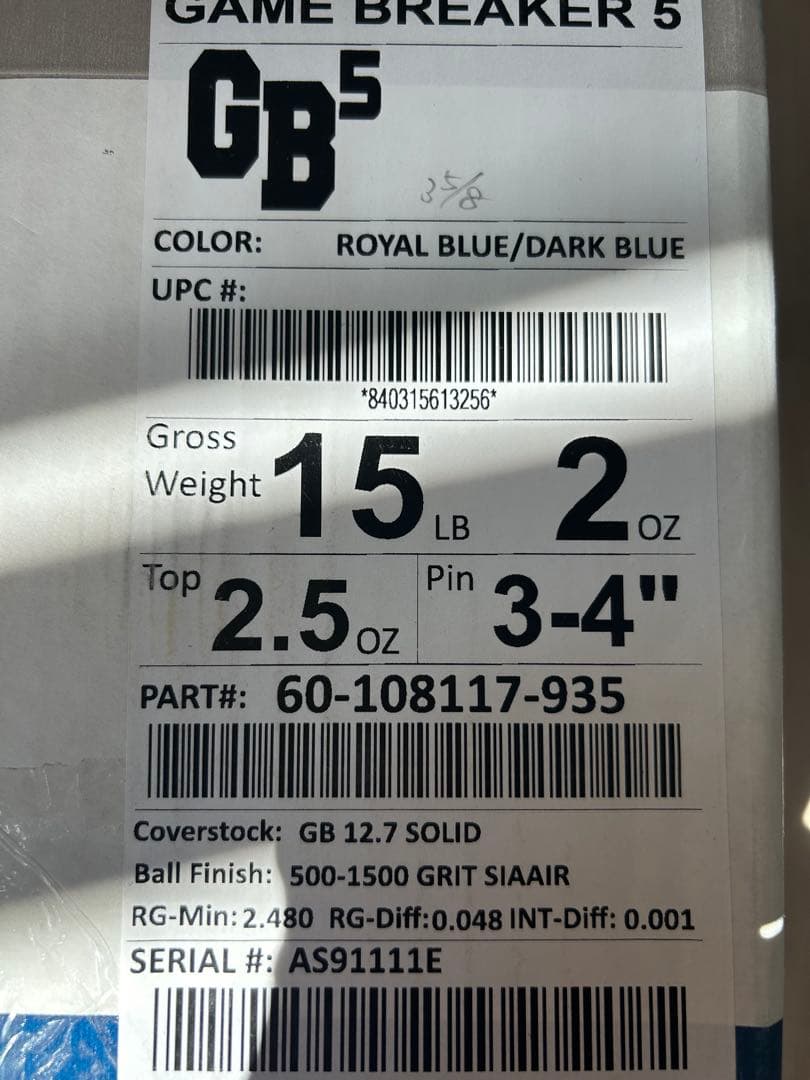 GAME BREAKER 5
GB5
3 5/8
COLOR: ROYAL BLUE/DARK BLUE
UPC #:
*840315613256*
Gross Weight 15 LB 2 OZ
Top 2.5 OZ Pin 3-4"
PART#: 60-108117-935
Coverstock: GB 12.7 SOLID
Ball Finish: 500-1500 GRIT SIAAIR
RG-Min: 2.480 RG-Diff:0.048 INT-Diff: 0.001
SERIAL #: AS91111E